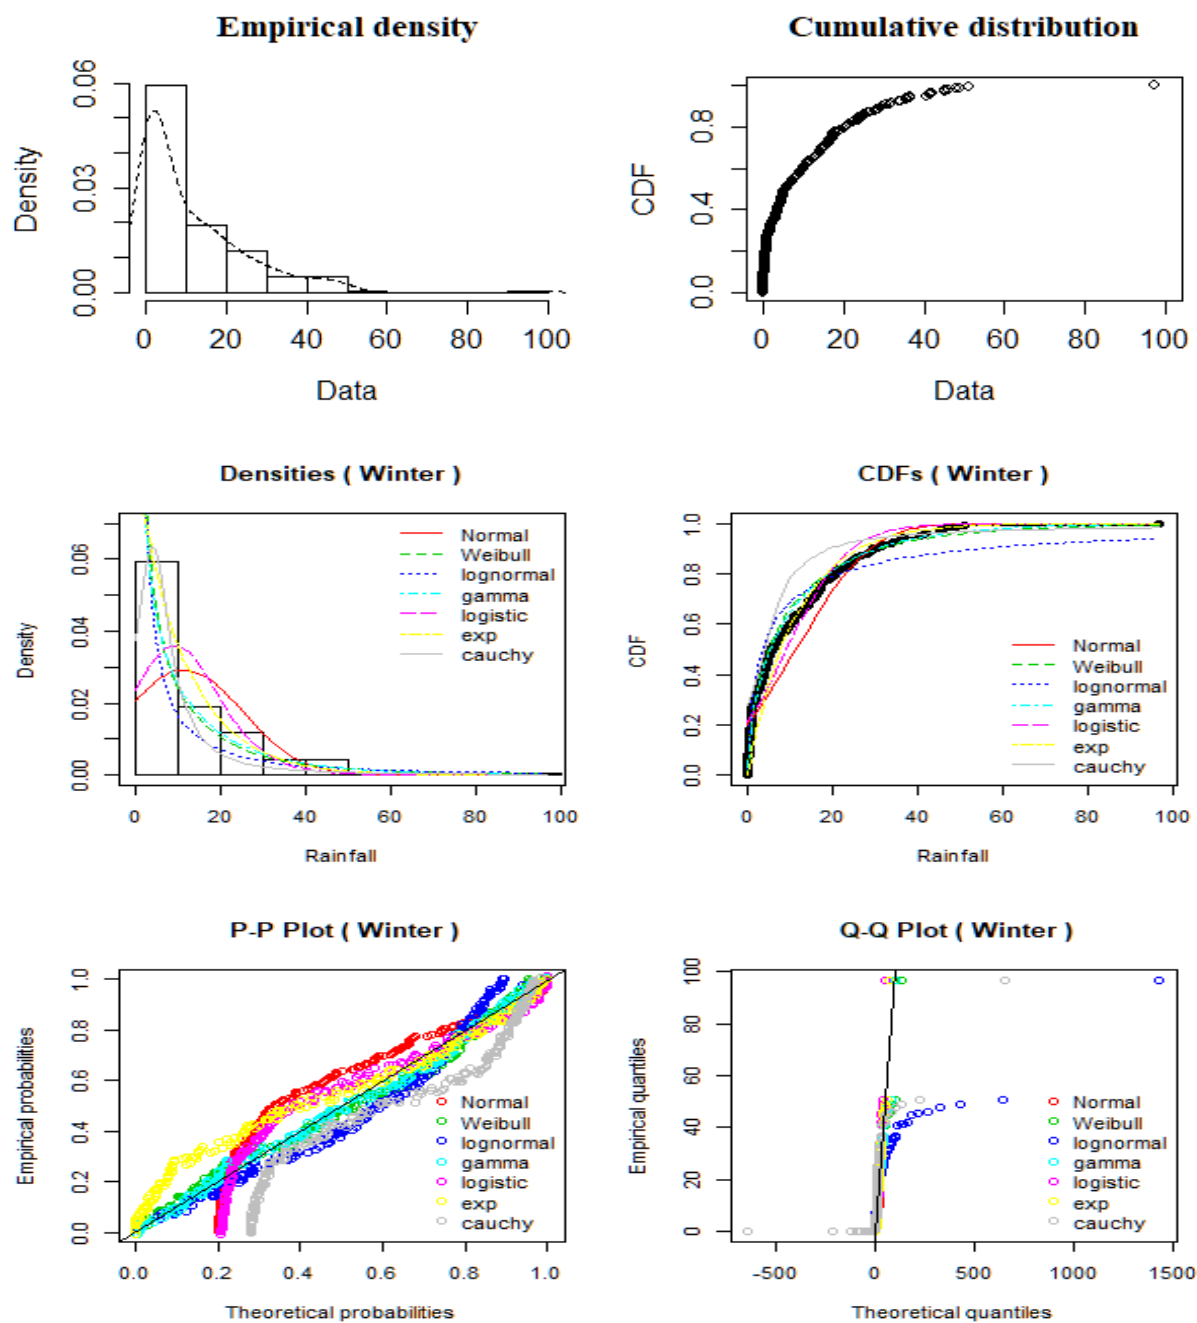 Empirical density
Density
0.00 0.03 0.06
0 20 40 60 80 100
Data
Cumulative distribution
CDF
0.0 0.4 0.8
0 20 40 60 80 100
Data
Densities ( Winter )
Density
0.00 0.02 0.04 0.06
Normal
Weibull
lognormal
gamma
logistic
exp
cauchy
0 20 40 60 80 100
Rainfall
CDFs ( Winter )
CDF
0.0 0.2 0.4 0.6 0.8 1.0
Normal
Weibull
lognormal
gamma
logistic
exp
cauchy
0 20 40 60 80 100
Rainfall
P-P Plot ( Winter )
Empirical probabilities
0.0 0.2 0.4 0.6 0.8 1.0
Normal
Weibull
lognormal
gamma
logistic
exp
cauchy
0.0 0.2 0.4 0.6 0.8 1.0
Theoretical probabilities
Q-Q Plot ( Winter )
Empirical quantiles
0 20 40 60 80 100
Normal
Weibull
lognormal
gamma
logistic
exp
cauchy
-500 0 500 1000 1500
Theoretical quantiles